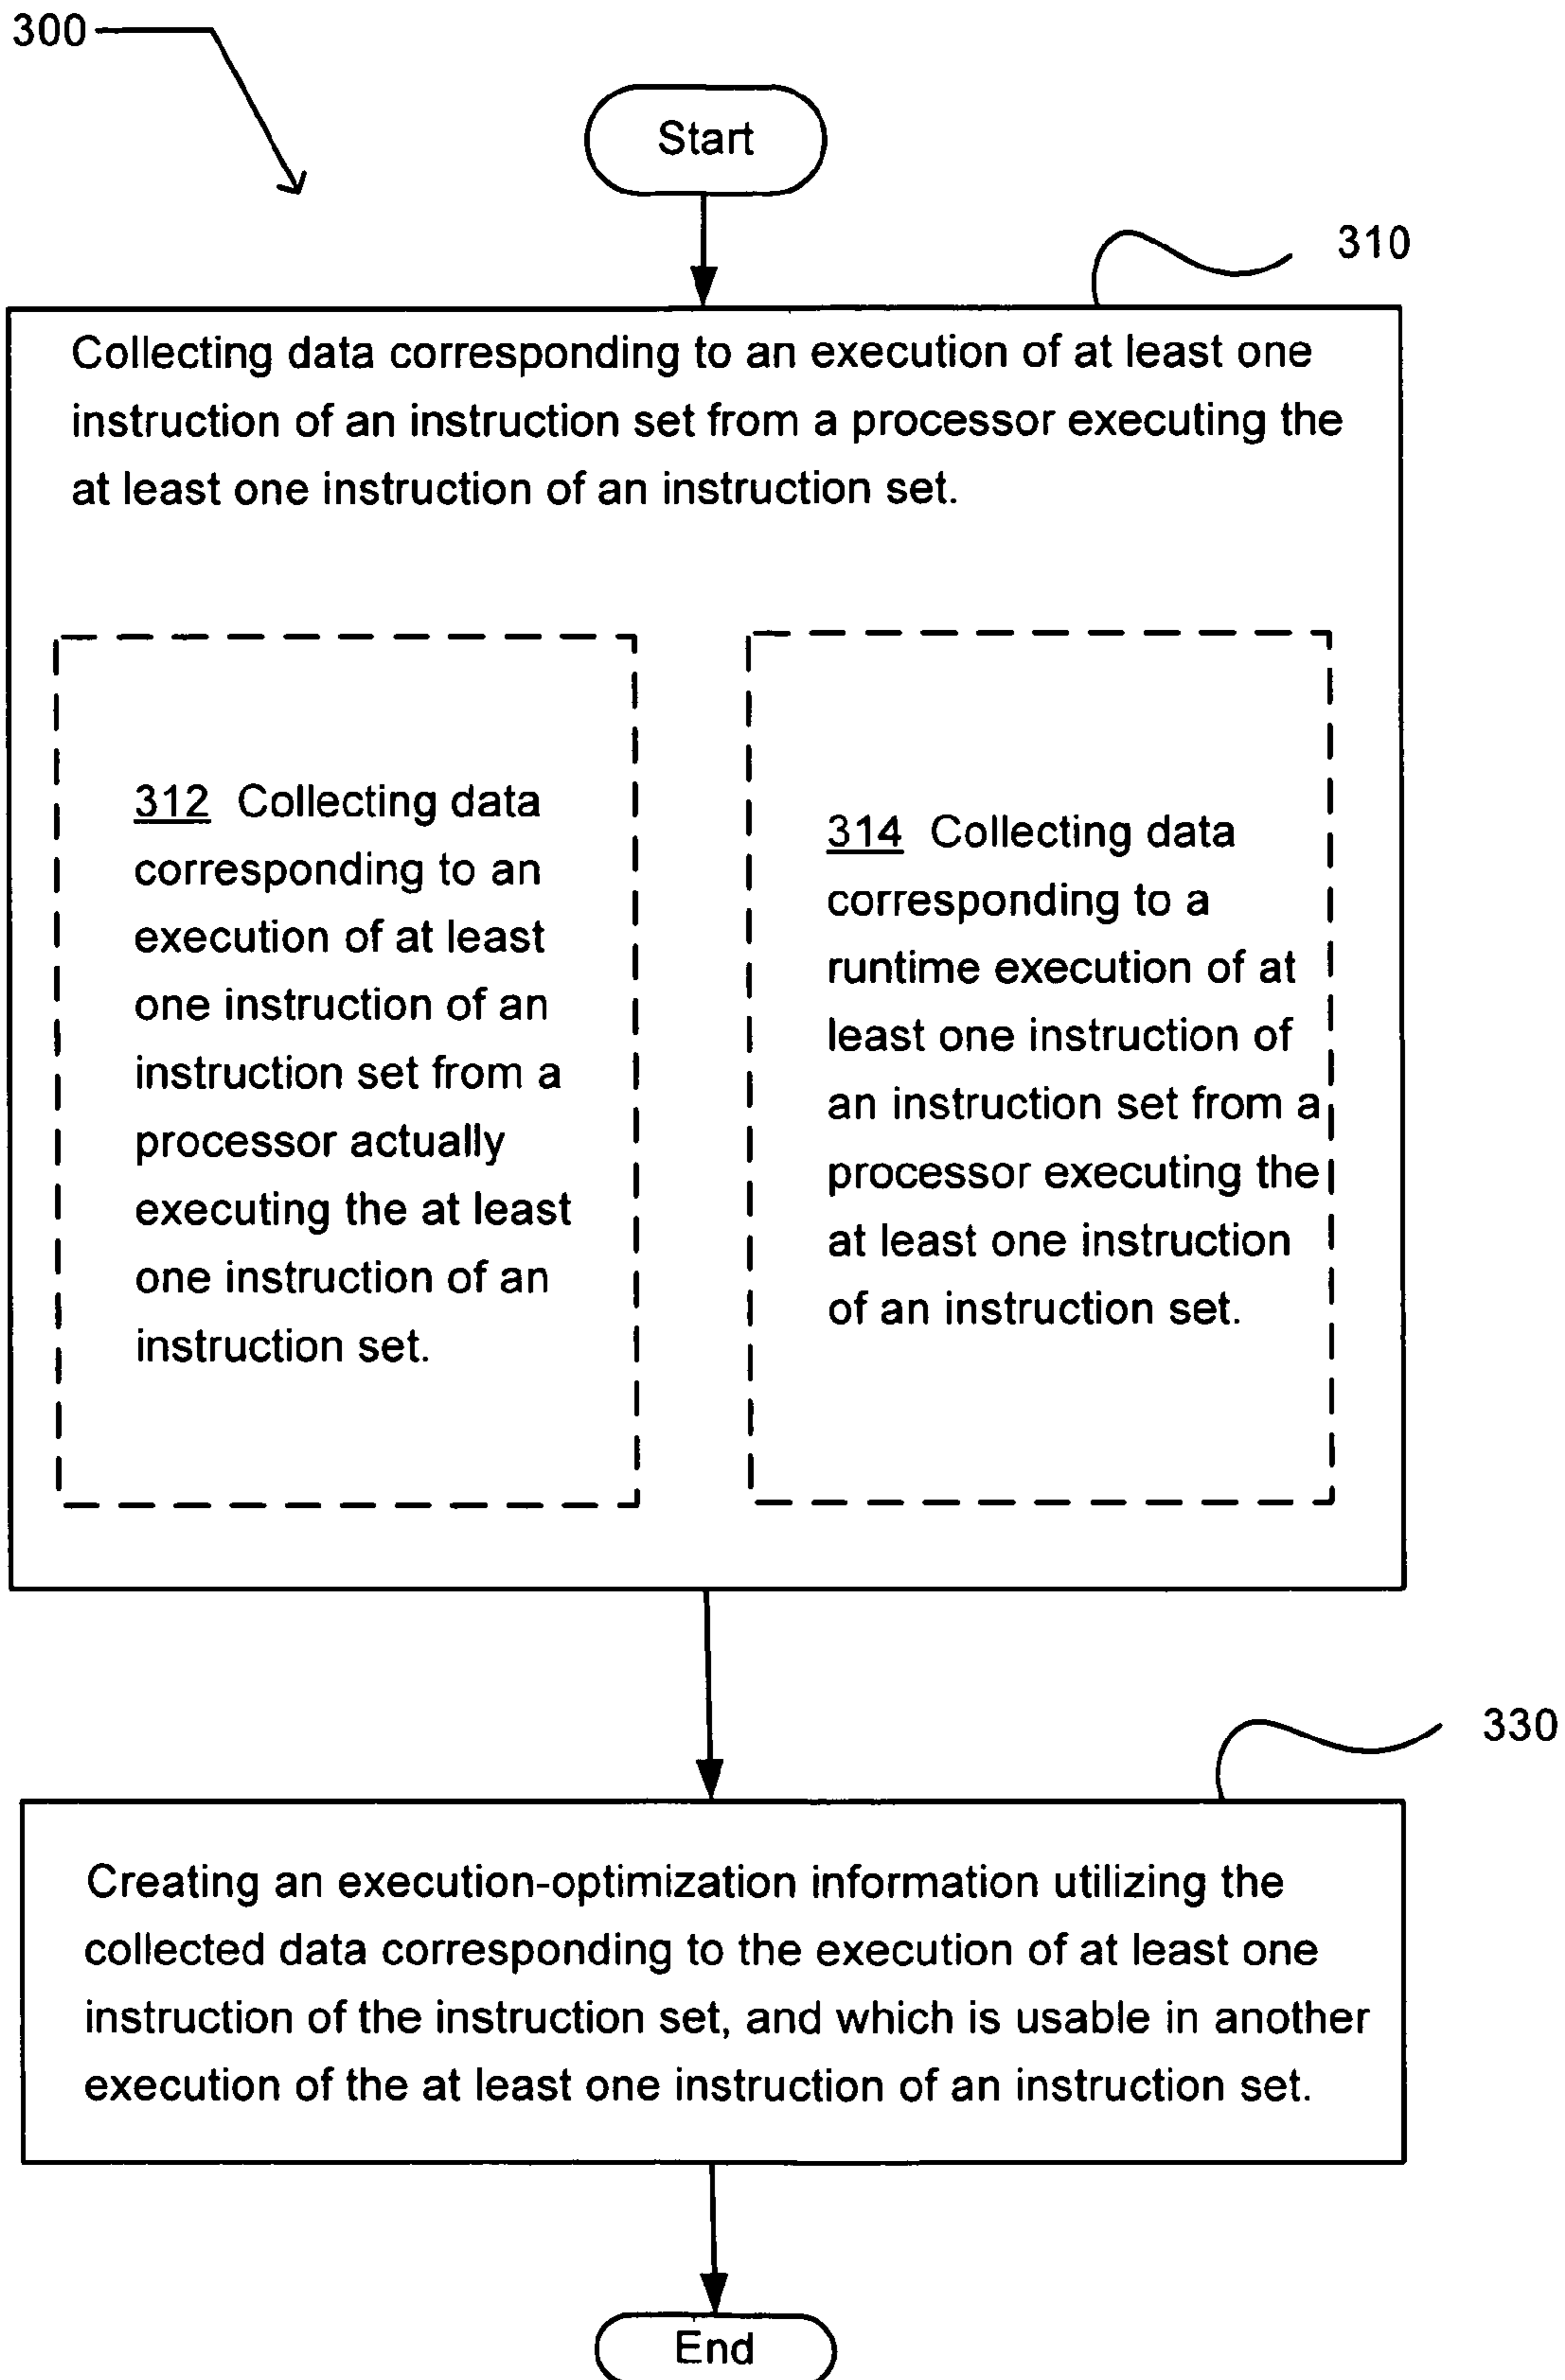 300
Start
310
Collecting data corresponding to an execution of at least one
instruction of an instruction set from a processor executing the
at least one instruction of an instruction set.
312 Collecting data
corresponding to an
execution of at least
one instruction of an
instruction set from a
processor actually
executing the at least
one instruction of an
instruction set.
314 Collecting data
corresponding to a
runtime execution of at
least one instruction of
an instruction set from a
processor executing the
at least one instruction
of an instruction set.
330
Creating an execution-optimization information utilizing the
collected data corresponding to the execution of at least one
instruction of the instruction set, and which is usable in another
execution of the at least one instruction of an instruction set.
End